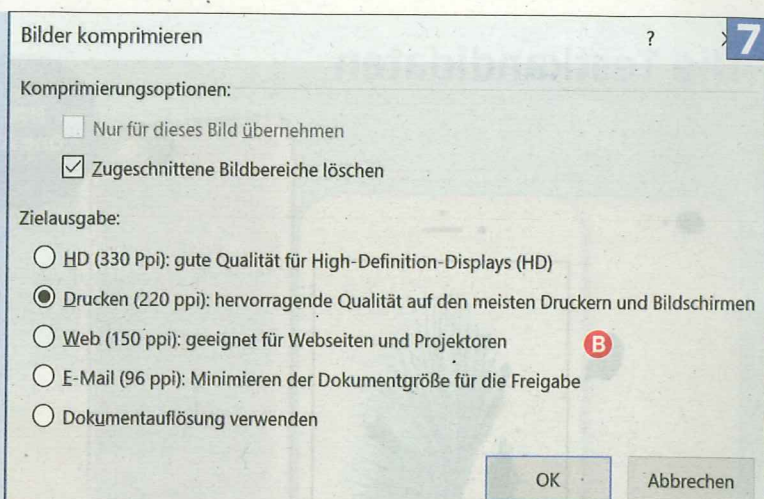 Bilder komprimieren ? 7
Komprimierungsoptionen:
Nur für dieses Bild übernehmen
Zugeschnittene Bildbereiche löschen
Zielausgabe:
HD (330 Ppi): gute Qualität für High-Definition-Displays (HD)
Drucken (220 ppi): hervorragende Qualität auf den meisten Druckern und Bildschirmen
Web (150 ppi): geeignet für Webseiten und Projektoren B
E-Mail (96 ppi): Minimieren der Dokumentgröße für die Freigabe
Dokumentauflösung verwenden
OK Abbrechen